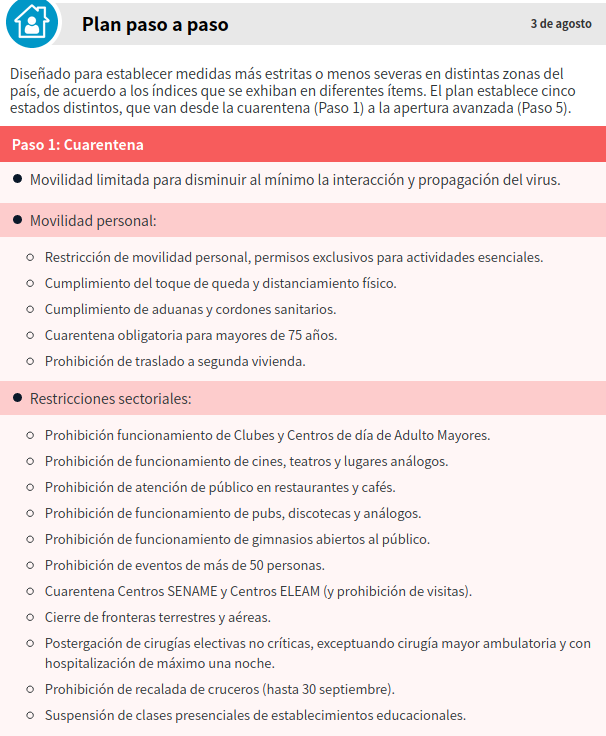 Plan paso a paso
3 de agosto
Diseñado para establecer medidas más estritas o menos severas en distintas zonas del
país, de acuerdo a los índices que se exhiban en diferentes ítems. El plan establece cinco
estados distintos, que van desde la cuarentena (Paso 1) a la apertura avanzada (Paso 5).
Paso 1: Cuarentena
● Movilidad limitada para disminuir al mínimo la interacción y propagación del virus.
● Movilidad personal:
○ Restricción de movilidad personal, permisos exclusivos para actividades esenciales.
○ Cumplimiento del toque de queda y distanciamiento físico.
○ Cumplimiento de aduanas y cordones sanitarios.
○ Cuarentena obligatoria para mayores de 75 años.
○ Prohibición de traslado a segunda vivienda.
● Restricciones sectoriales:
○ Prohibición funcionamiento de Clubes y Centros de día de Adulto Mayores.
○ Prohibición de funcionamiento de cines, teatros y lugares análogos.
○ Prohibición de atención de público en restaurantes y cafés.
○ Prohibición de funcionamiento de pubs, discotecas y análogos.
○ Prohibición de funcionamiento de gimnasios abiertos al público.
○ Prohibición de eventos de más de 50 personas.
○ Cuarentena Centros SENAME y Centros ELEAM (y prohibición de visitas).
○ Cierre de fronteras terrestres y aéreas.
○ Postergación de cirugías electivas no críticas, exceptuando cirugía mayor ambulatoria y con
hospitalización de máximo una noche.
○ Prohibición de recalada de cruceros (hasta 30 septiembre).
○ Suspensión de clases presenciales de establecimientos educacionales.